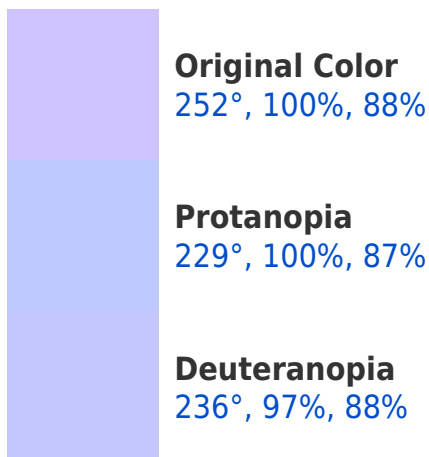 Original Color
252°, 100%, 88%
Protanopia
229°, 100%, 87%
Deuteranopia
236°, 97%, 88%